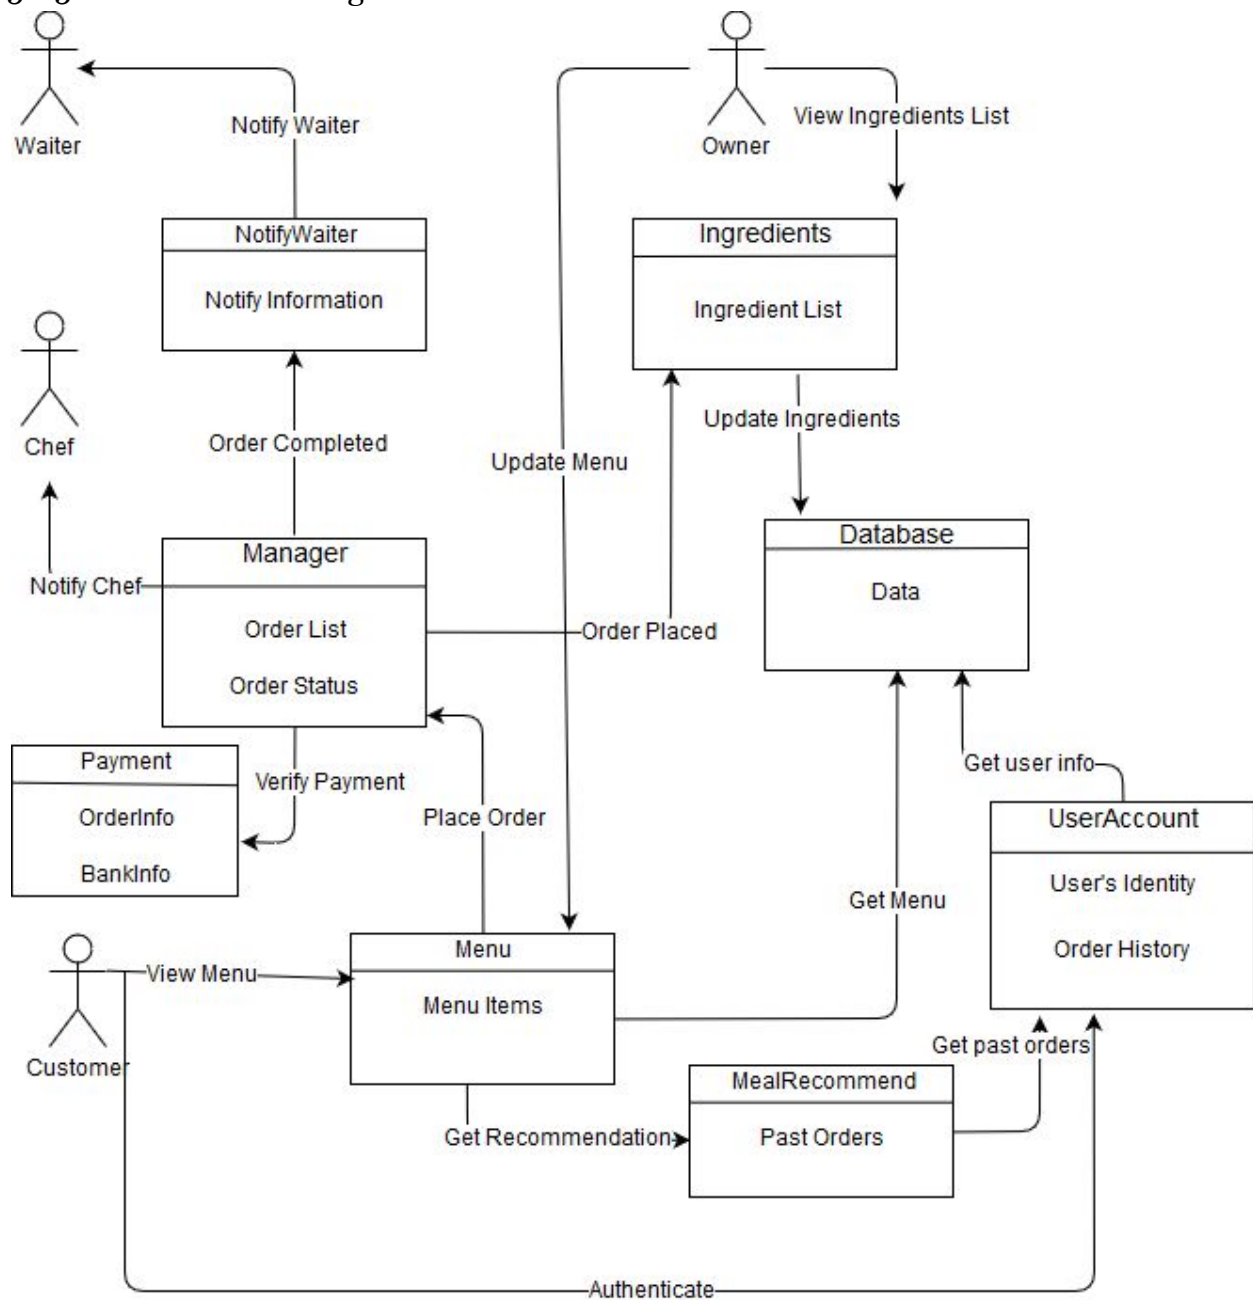 Waiter
Notify Waiter
Owner
View Ingredients List
NotifyWaiter
Notify Information
Ingredients
Ingredient List
Chef
Order Completed
Update Menu
Update Ingredients
Notify Chef
Manager
Order List
Order Status
Order Placed
Database
Data
Payment
OrderInfo
BankInfo
Verify Payment
Place Order
Get user info
UserAccount
User's Identity
Order History
Get Menu
Customer
View Menu
Menu
Menu Items
Get past orders
Get Recommendation
MealRecommend
Past Orders
Authenticate